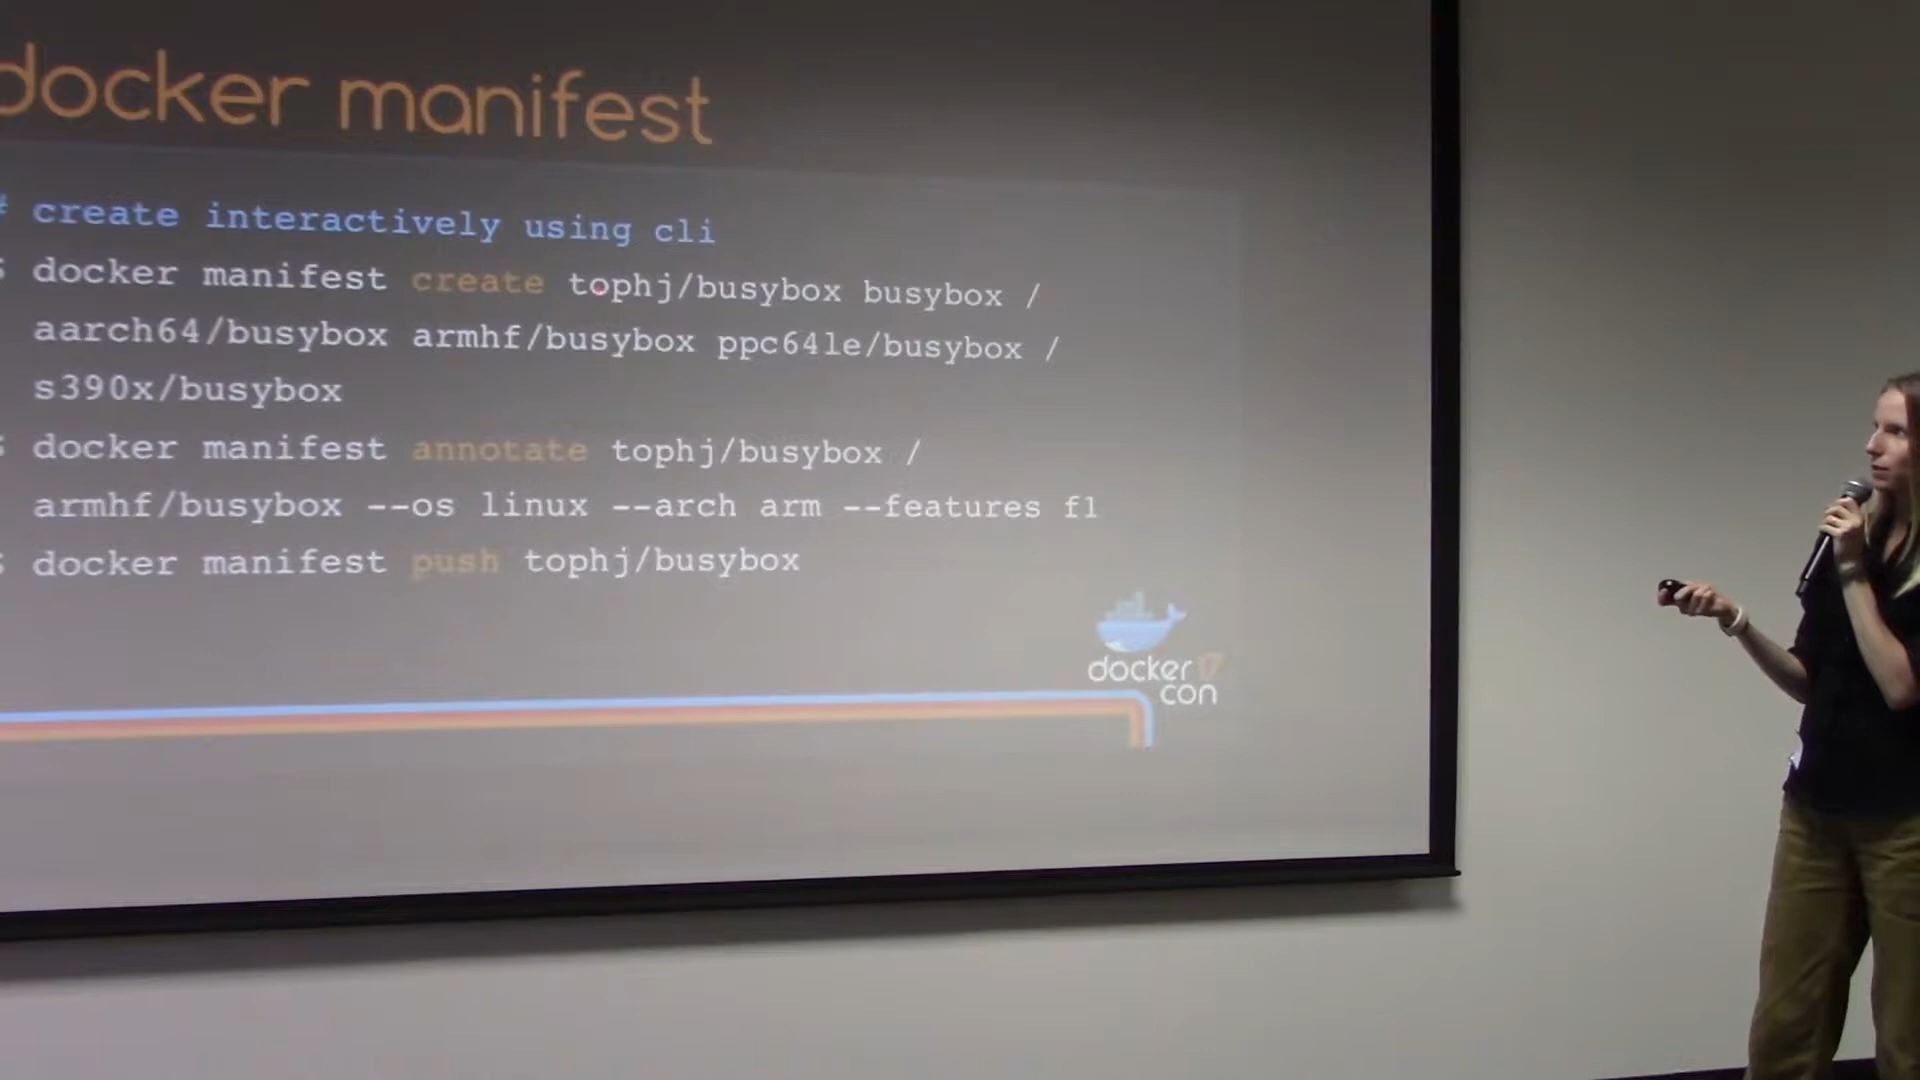 docker manifest
# create interactively using cli
$ docker manifest create tophj/busybox busybox /
aarch64/busybox armhf/busybox ppc64le/busybox /
s390x/busybox
$ docker manifest annotate tophj/busybox /
armhf/busybox --os linux --arch arm --features f1
$ docker manifest push tophj/busybox
docker 17
con